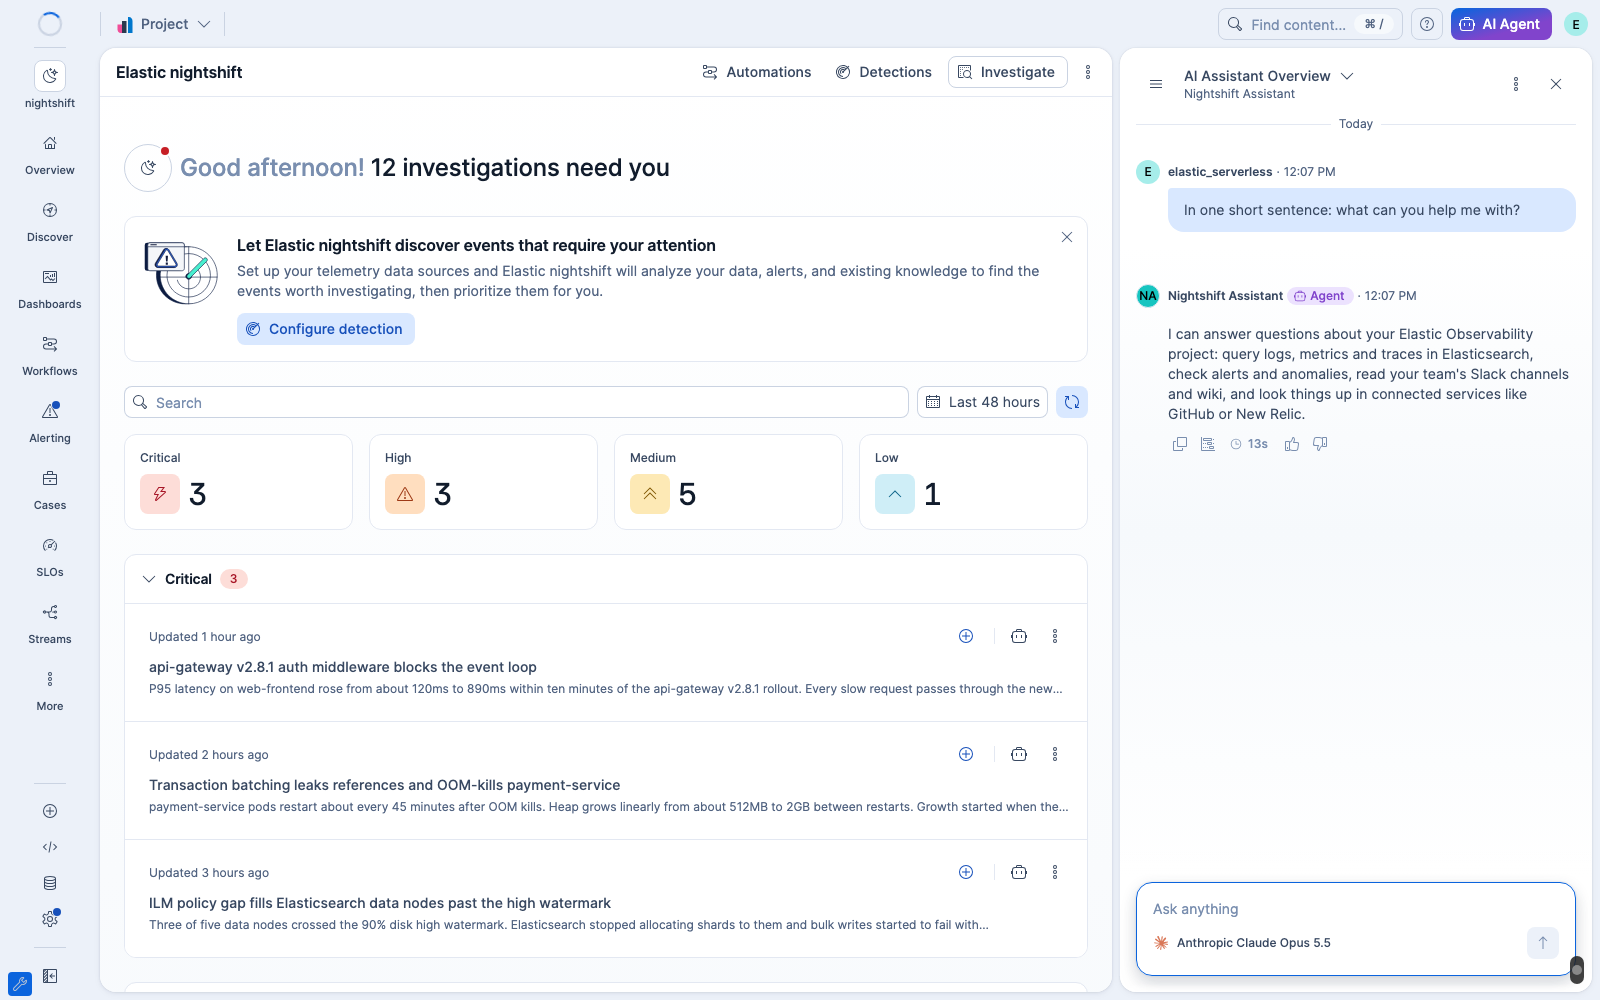 Project
Find content...
⌘ /
AI Agent
E
nightshift
Overview
Discover
Dashboards
Workflows
Alerting
Cases
SLOs
Streams
More
Elastic nightshift
Automations
Detections
Investigate
Good afternoon! 12 investigations need you
Let Elastic nightshift discover events that require your attention
Set up your telemetry data sources and Elastic nightshift will analyze your data, alerts, and existing knowledge to find the
events worth investigating, then prioritize them for you.
Configure detection
Search
Last 48 hours
Critical
3
High
3
Medium
5
Low
1
Critical 3
Updated 1 hour ago
api-gateway v2.8.1 auth middleware blocks the event loop
P95 latency on web-frontend rose from about 120ms to 890ms within ten minutes of the api-gateway v2.8.1 rollout. Every slow request passes through the new...
Updated 2 hours ago
Transaction batching leaks references and OOM-kills payment-service
payment-service pods restart about every 45 minutes after OOM kills. Heap grows linearly from about 512MB to 2GB between restarts. Growth started when the...
Updated 3 hours ago
ILM policy gap fills Elasticsearch data nodes past the high watermark
Three of five data nodes crossed the 90% disk high watermark. Elasticsearch stopped allocating shards to them and bulk writes started to fail with...
AI Assistant Overview
Nightshift Assistant
Today
E
elastic_serverless · 12:07 PM
In one short sentence: what can you help me with?
NA
Nightshift Assistant Agent · 12:07 PM
I can answer questions about your Elastic Observability
project: query logs, metrics and traces in Elasticsearch,
check alerts and anomalies, read your team's Slack channels
and wiki, and look things up in connected services like
GitHub or New Relic.
13s
Ask anything
Anthropic Claude Opus 5.5